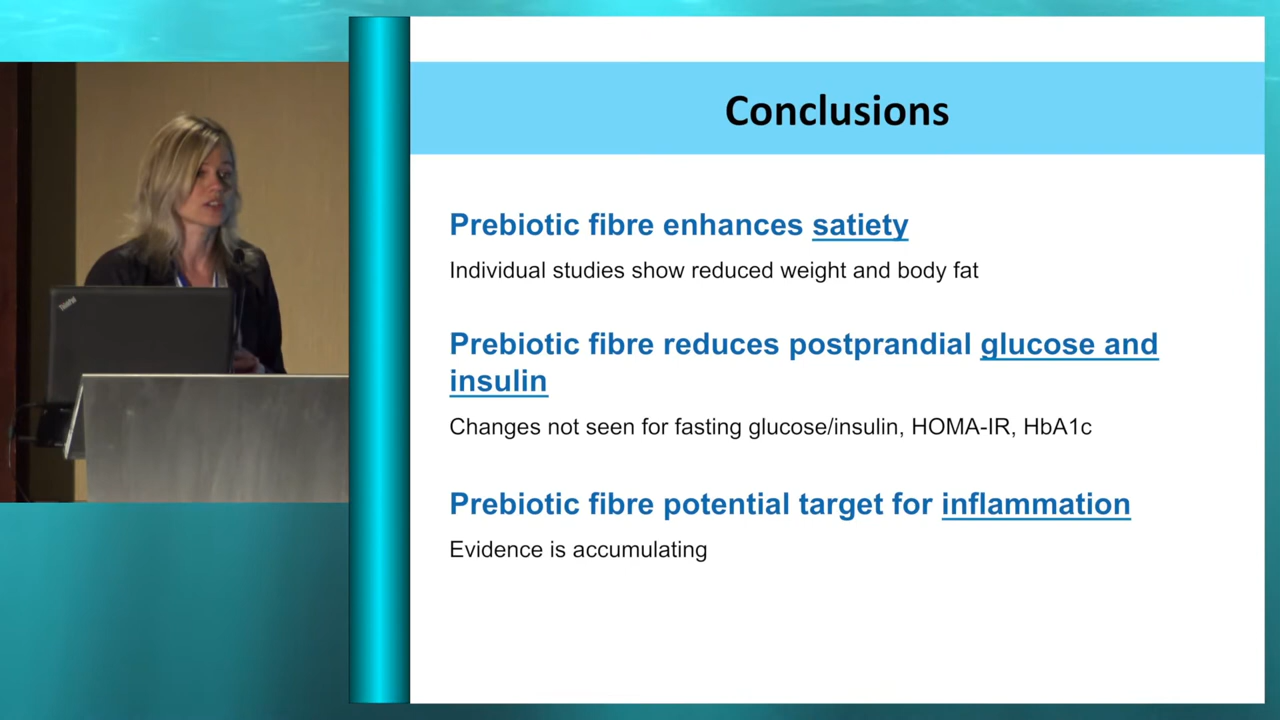 Conclusions
Prebiotic fibre enhances satiety
Individual studies show reduced weight and body fat
Prebiotic fibre reduces postprandial glucose and
insulin
Changes not seen for fasting glucose/insulin, HOMA-IR, HbA1c
Prebiotic fibre potential target for inflammation
Evidence is accumulating
ThinkPad